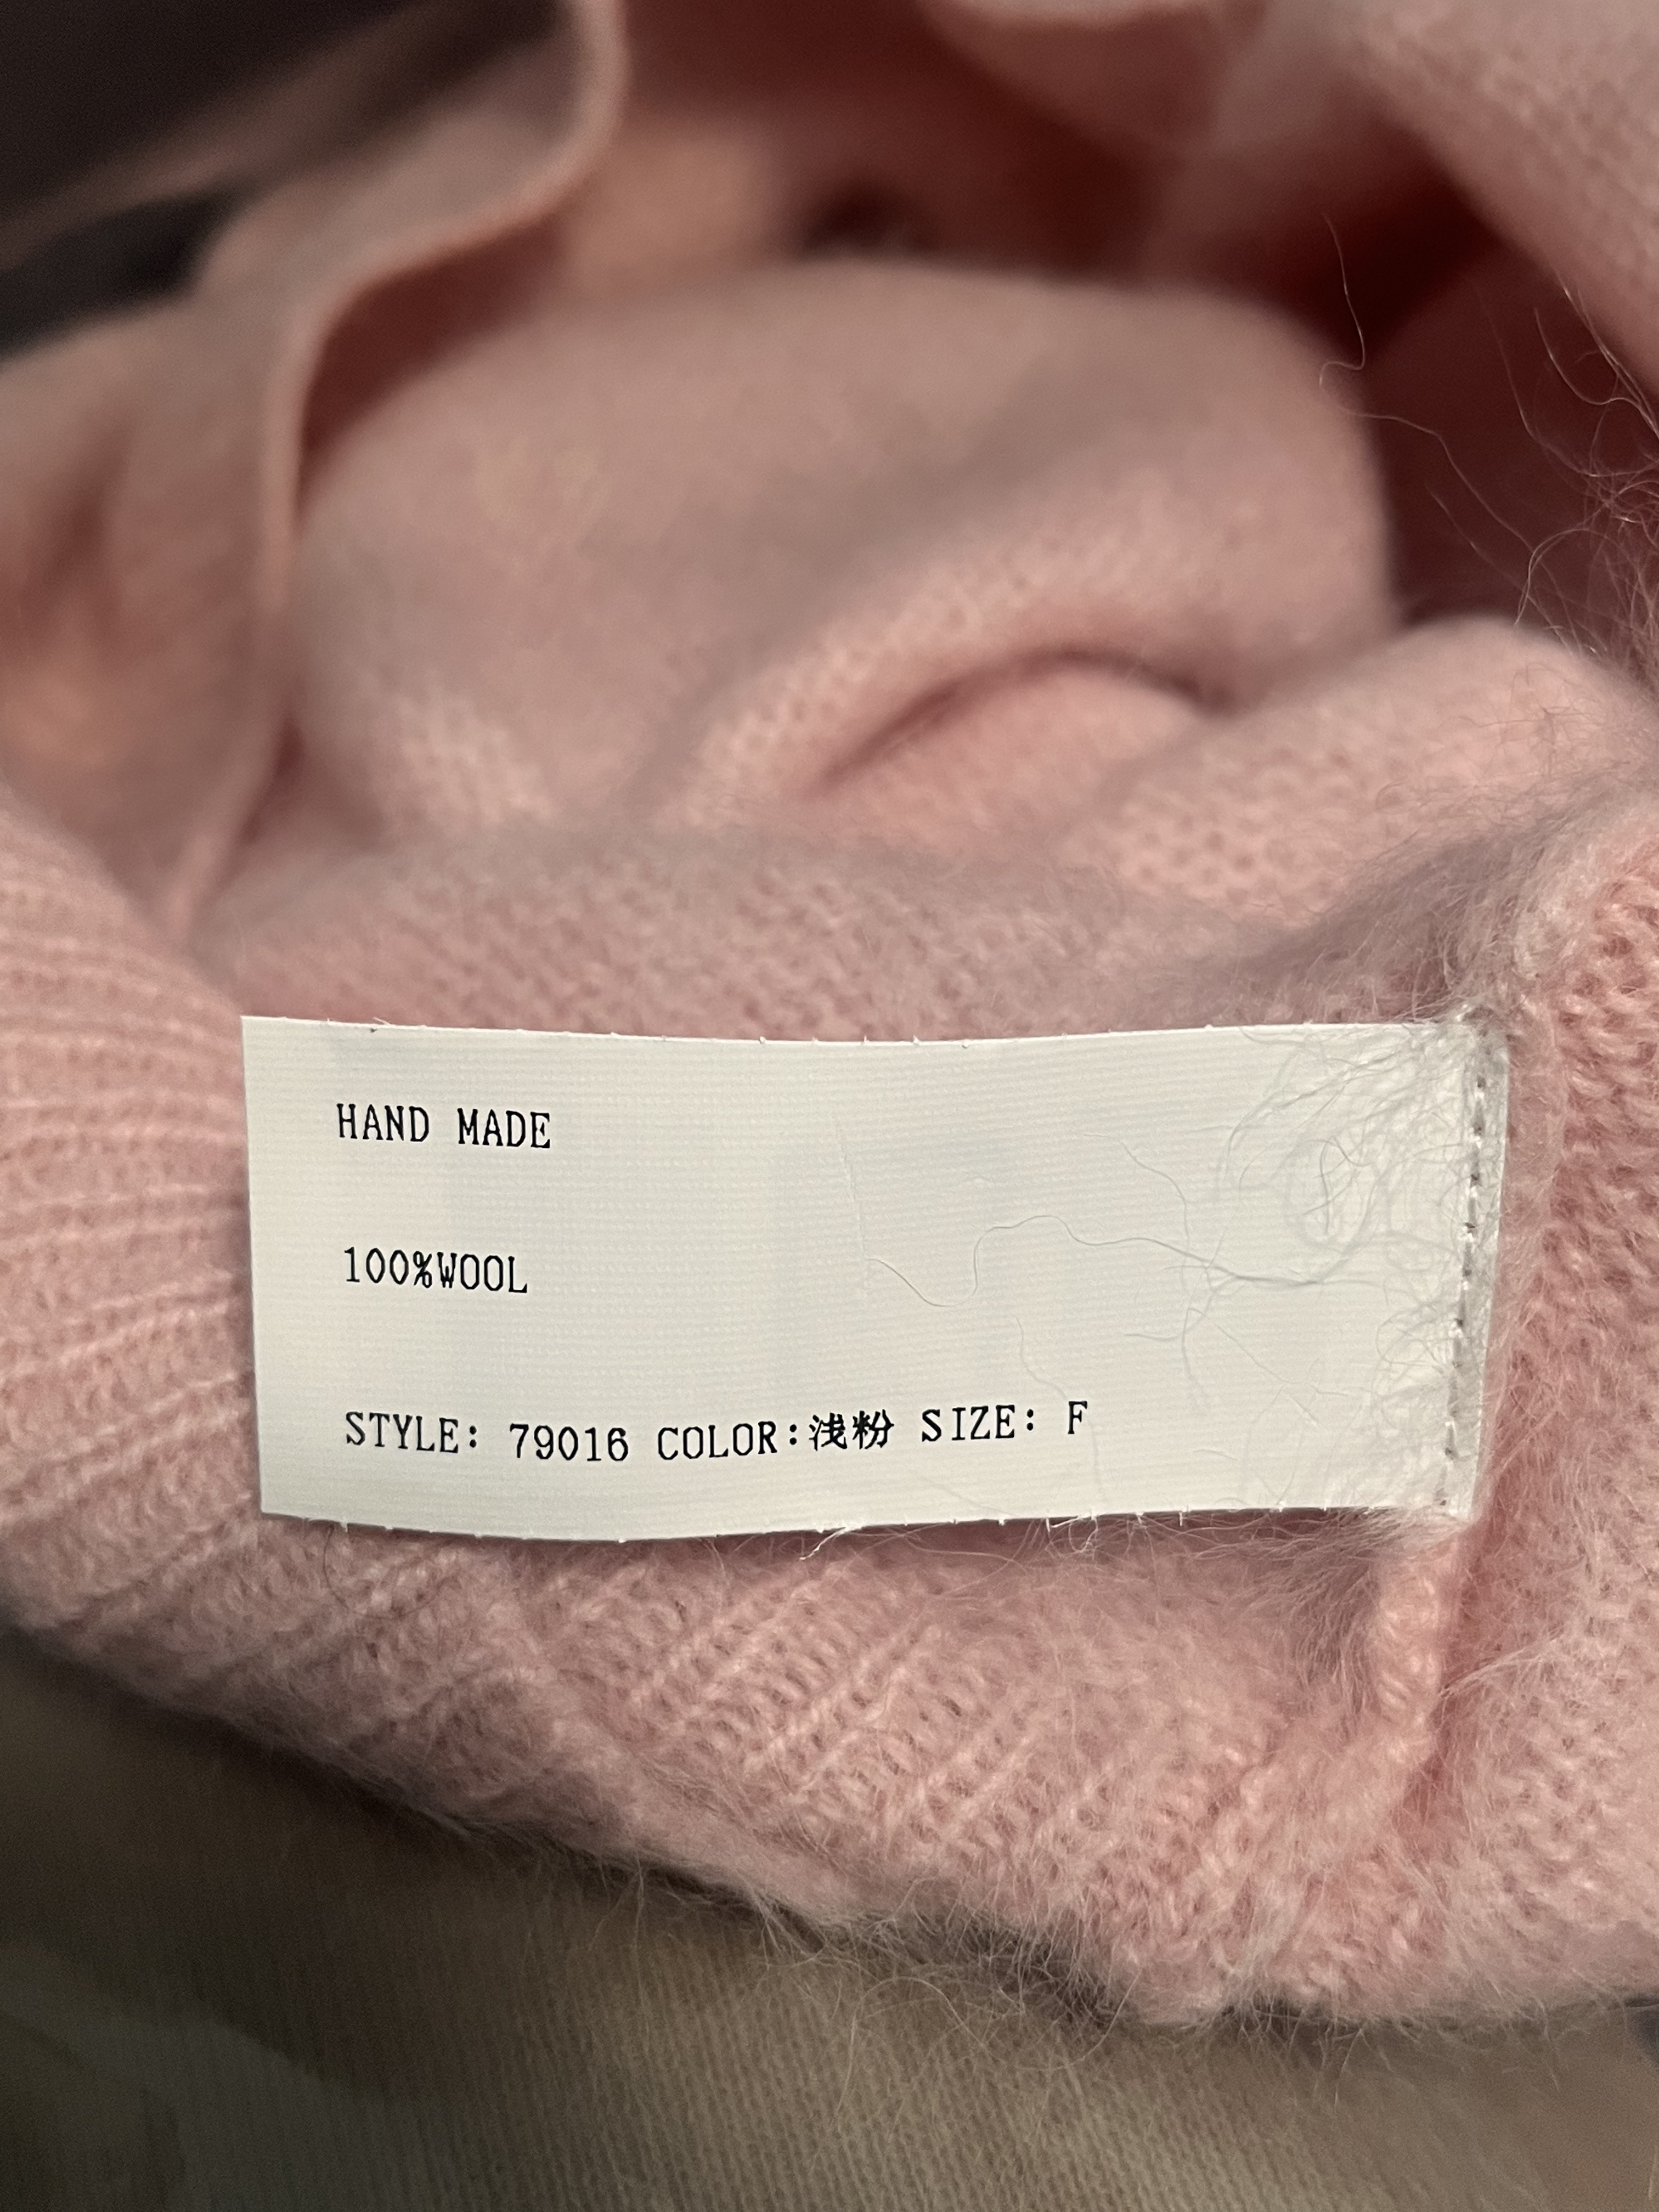 HAND MADE
100%WOOL
STYLE: 79016 COLOR:浅粉 SIZE: F